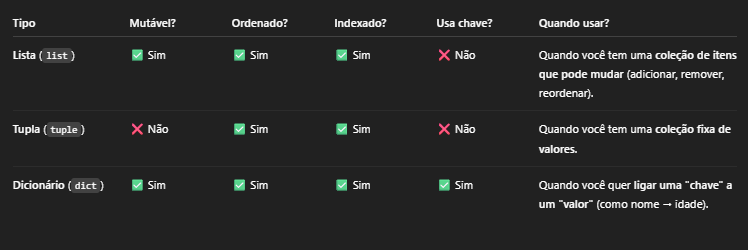 Tipo Mutável? Ordenado? Indexado? Usa chave? Quando usar?
Lista (list) ✅ Sim ✅ Sim ✅ Sim ❌ Não Quando você tem uma coleção de itens
que pode mudar (adicionar, remover,
reordenar).
Tupla (tuple) ❌ Não ✅ Sim ✅ Sim ❌ Não Quando você tem uma coleção fixa de
valores.
Dicionário (dict) ✅ Sim ✅ Sim ✅ Sim ✅ Sim Quando você quer ligar uma "chave" a
um "valor" (como nome → idade).